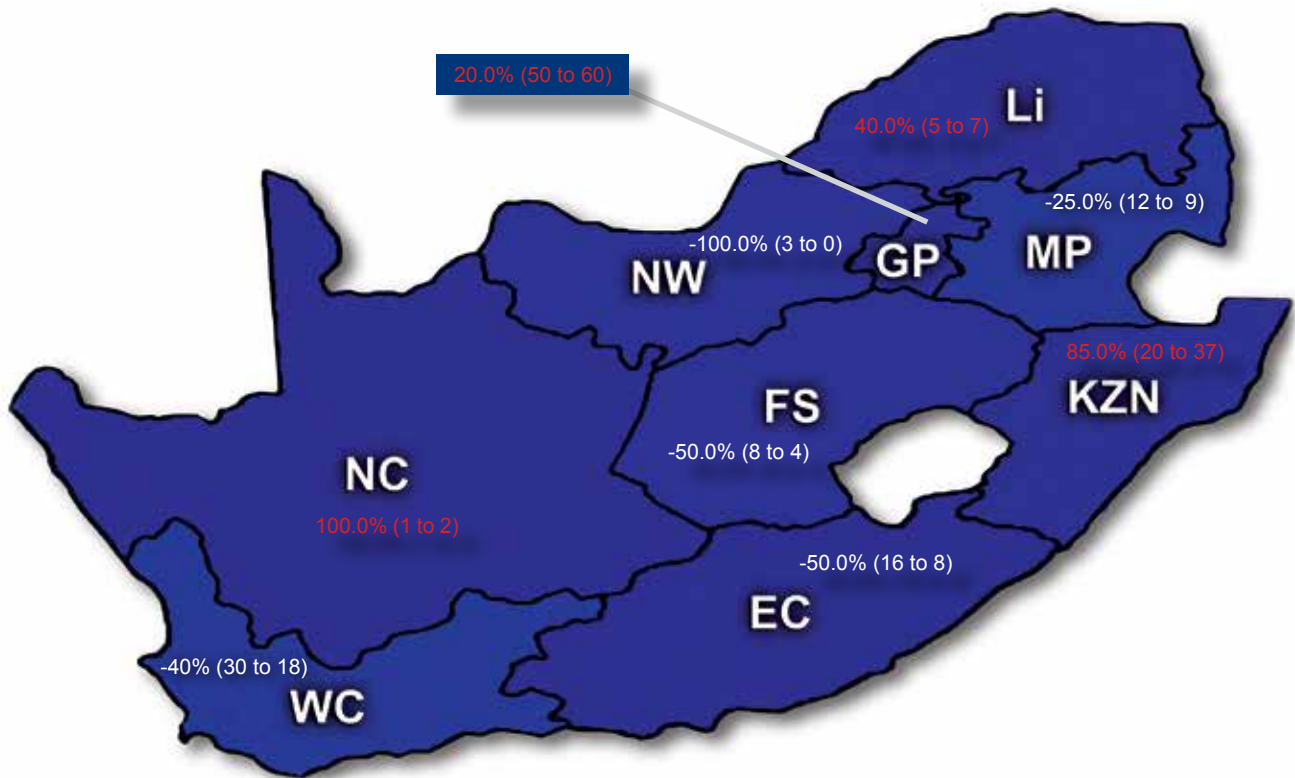 20.0% (50 to 60)
Li
40.0% (5 to 7)
-25.0% (12 to  9)
-100.0% (3 to 0)
GP
MP
NW
85.0% (20 to 37)
KZN
FS
-50.0% (8 to 4)
NC
100.0% (1 to 2)
-50.0% (16 to 8)
EC
-40% (30 to 18)
WC